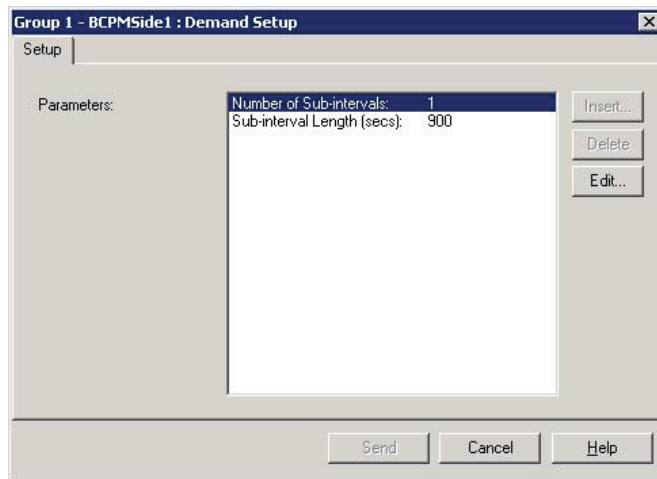 Group 1 - BCPMSide1 : Demand Setup
Setup
Parameters:
Number of Sub-intervals: 1
Sub-interval Length (secs): 900
Insert...
Delete
Edit...
Send
Cancel
Help